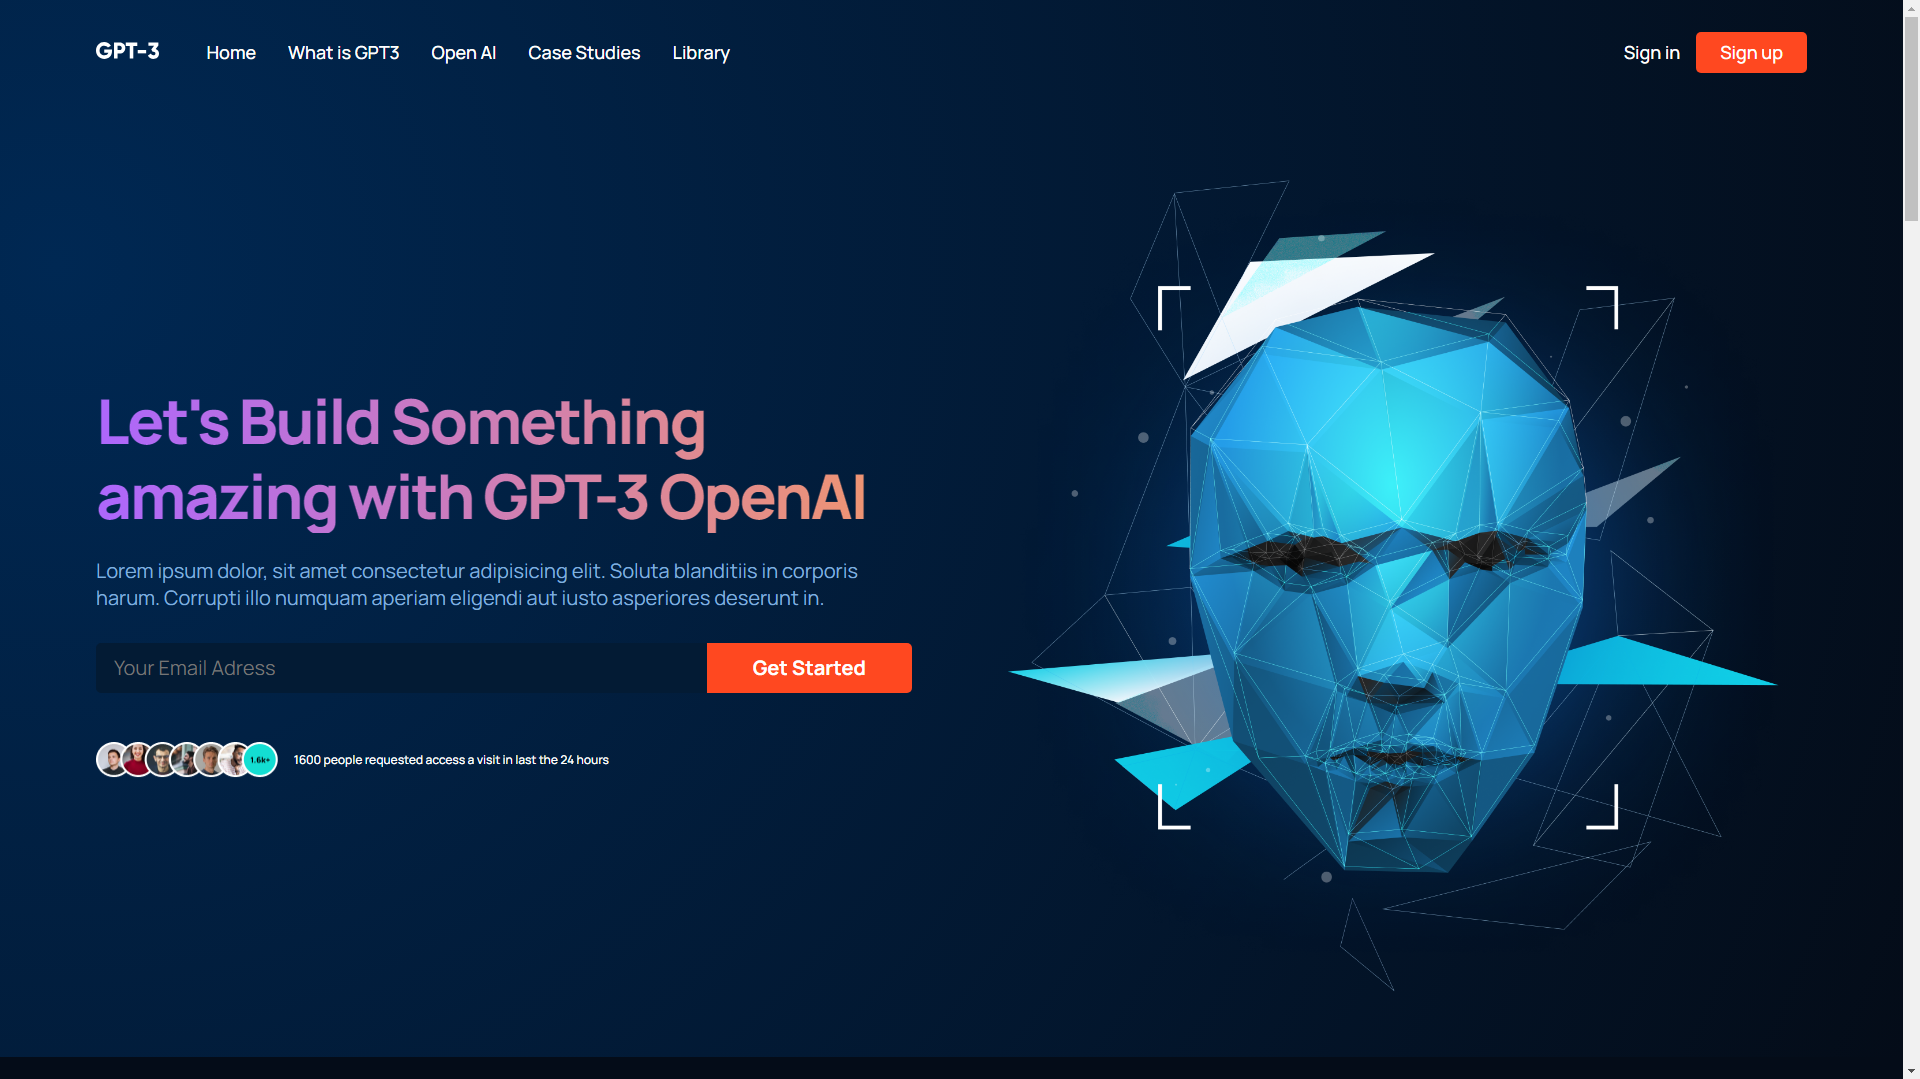 GPT-3
Home
What is GPT3
Open AI
Case Studies
Library
Sign in
Sign up
Let's Build Something
amazing with GPT-3 OpenAI
Lorem ipsum dolor, sit amet consectetur adipisicing elit. Soluta blanditiis in corporis
harum. Corrupti illo numquam aperiam eligendi aut iusto asperiores deserunt in.
Your Email Adress
Get Started
1.6k+
1600 people requested access a visit in last the 24 hours